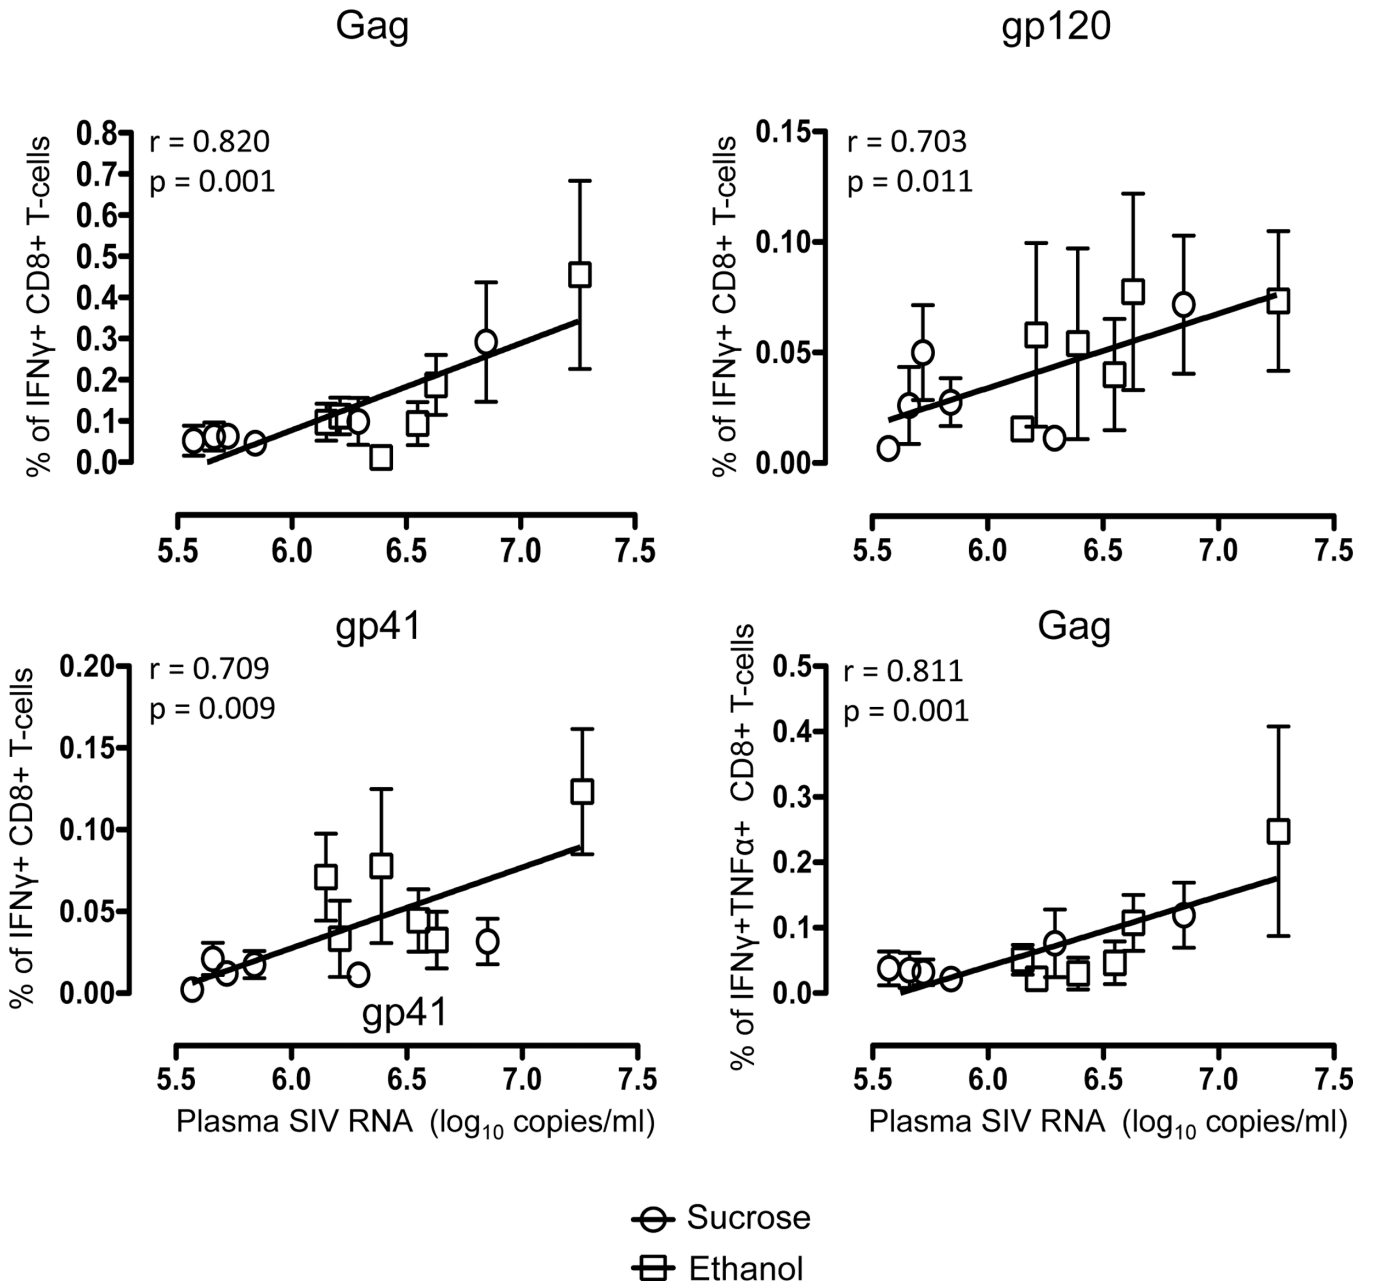 Gag
% of IFNγ+ CD8+ T-cells
r = 0.820
p = 0.001
0.8
0.7
0.6
0.5
0.4
0.3
0.2
0.1
0.0
5.5 6.0 6.5 7.0 7.5
gp120
% of IFNγ+ CD8+ T-cells
r = 0.703
p = 0.011
0.15
0.10
0.05
0.00
5.5 6.0 6.5 7.0 7.5
gp41
% of IFNγ+ CD8+ T-cells
r = 0.709
p = 0.009
0.20
0.15
0.10
0.05
0.00
gp41
5.5 6.0 6.5 7.0 7.5
Plasma SIV RNA (log10 copies/ml)
Gag
% of IFNγ+TNFα+ CD8+ T-cells
r = 0.811
p = 0.001
0.5
0.4
0.3
0.2
0.1
0.0
5.5 6.0 6.5 7.0 7.5
Plasma SIV RNA (log10 copies/ml)
Sucrose
Ethanol